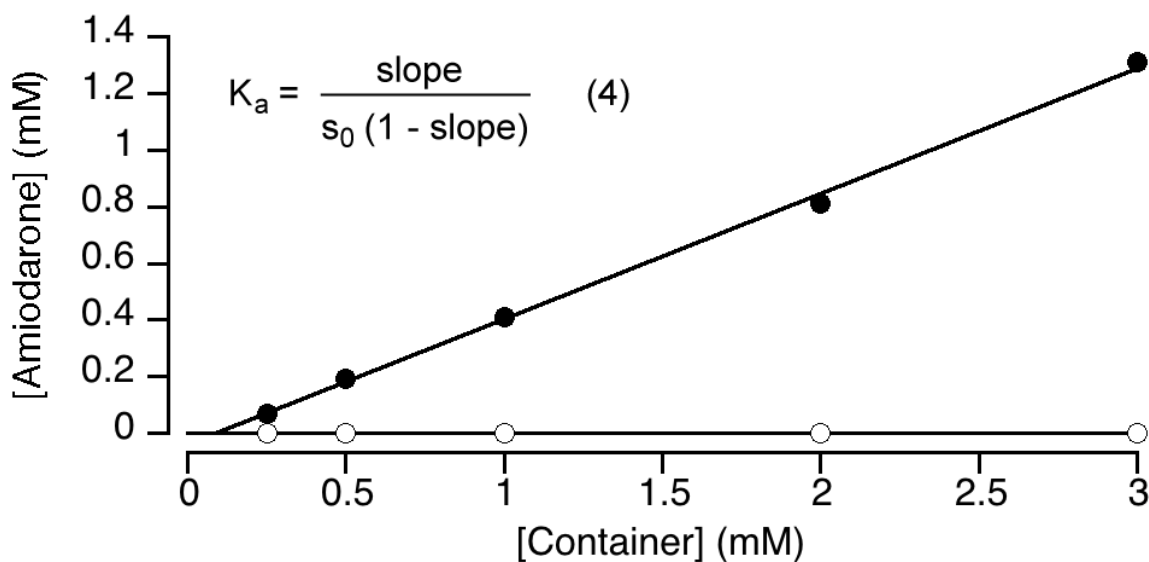 1.4
1.2
1
0.8
0.6
0.4
0.2
0
[Amiodarone] (mM)
Kₐ = slope / s₀ (1 - slope) (4)
0 0.5 1 1.5 2 2.5 3
[Container] (mM)